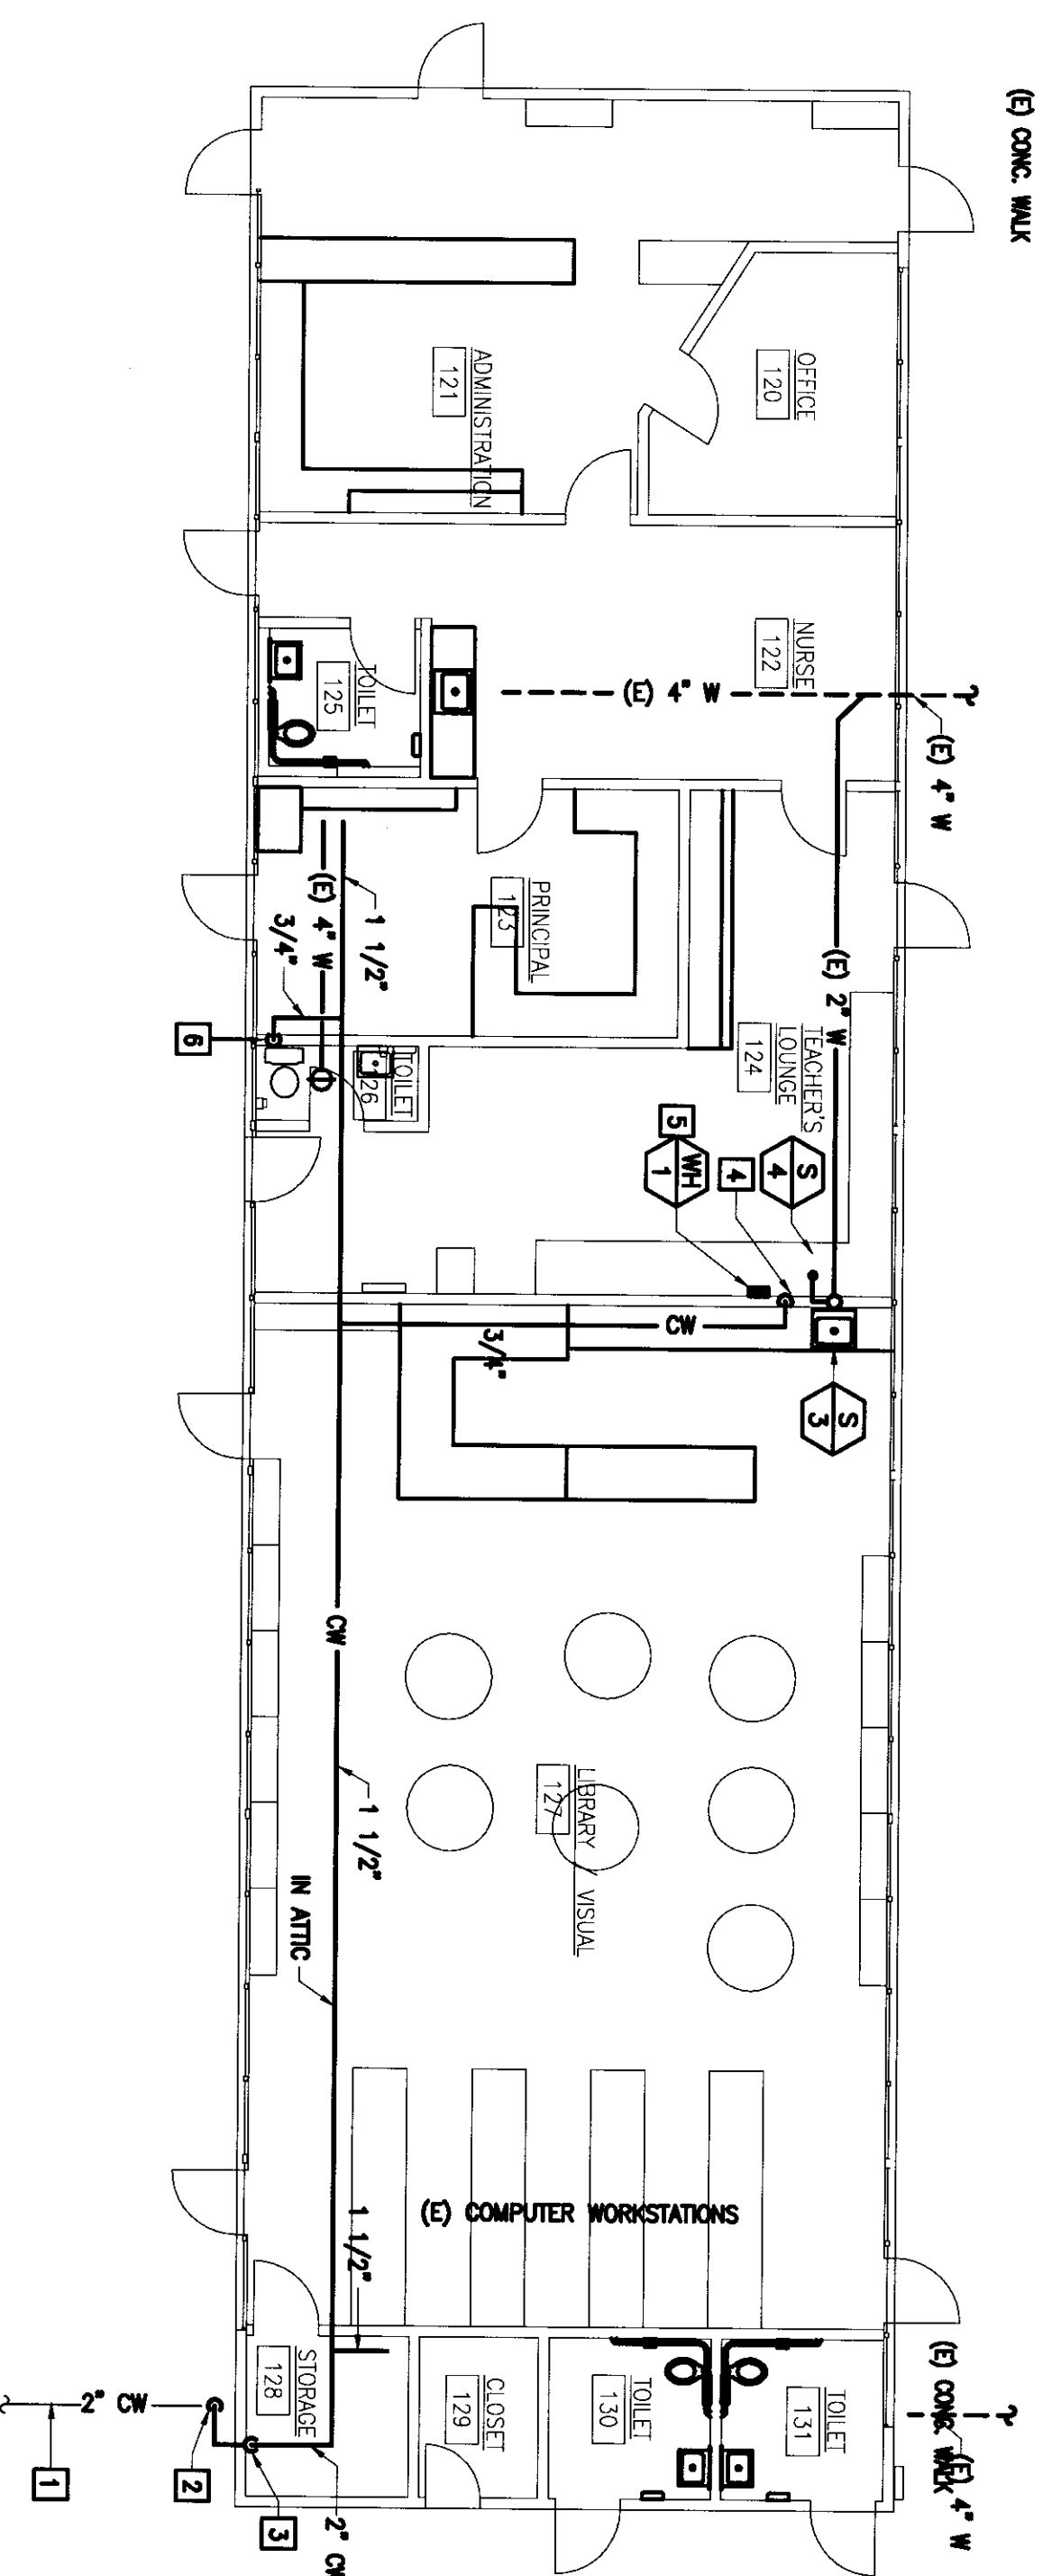 (E) CONC. WALK
OFFICE
120
ADMINISTRATION
121
NURSE
122
(E) 4" W
(E) 4" W
TOILET
125
PRINCIPAL
123
TEACHER'S
LOUNGE
124
(E) 2" W
1 1/2"
(E) 4" W
3/4"
6
TOILET
126
S
4
4
5
WH
1
CW
3/4"
S
3
CW
1 1/2"
IN ATTIC
LIBRARY / VISUAL
127
(E) COMPUTER WORKSTATIONS
1 1/2"
STORAGE
128
CLOSET
129
TOILET
130
TOILET
131
(E) CONC. WALK
(E) 4" W
2" CW
1
2
3
2" CW